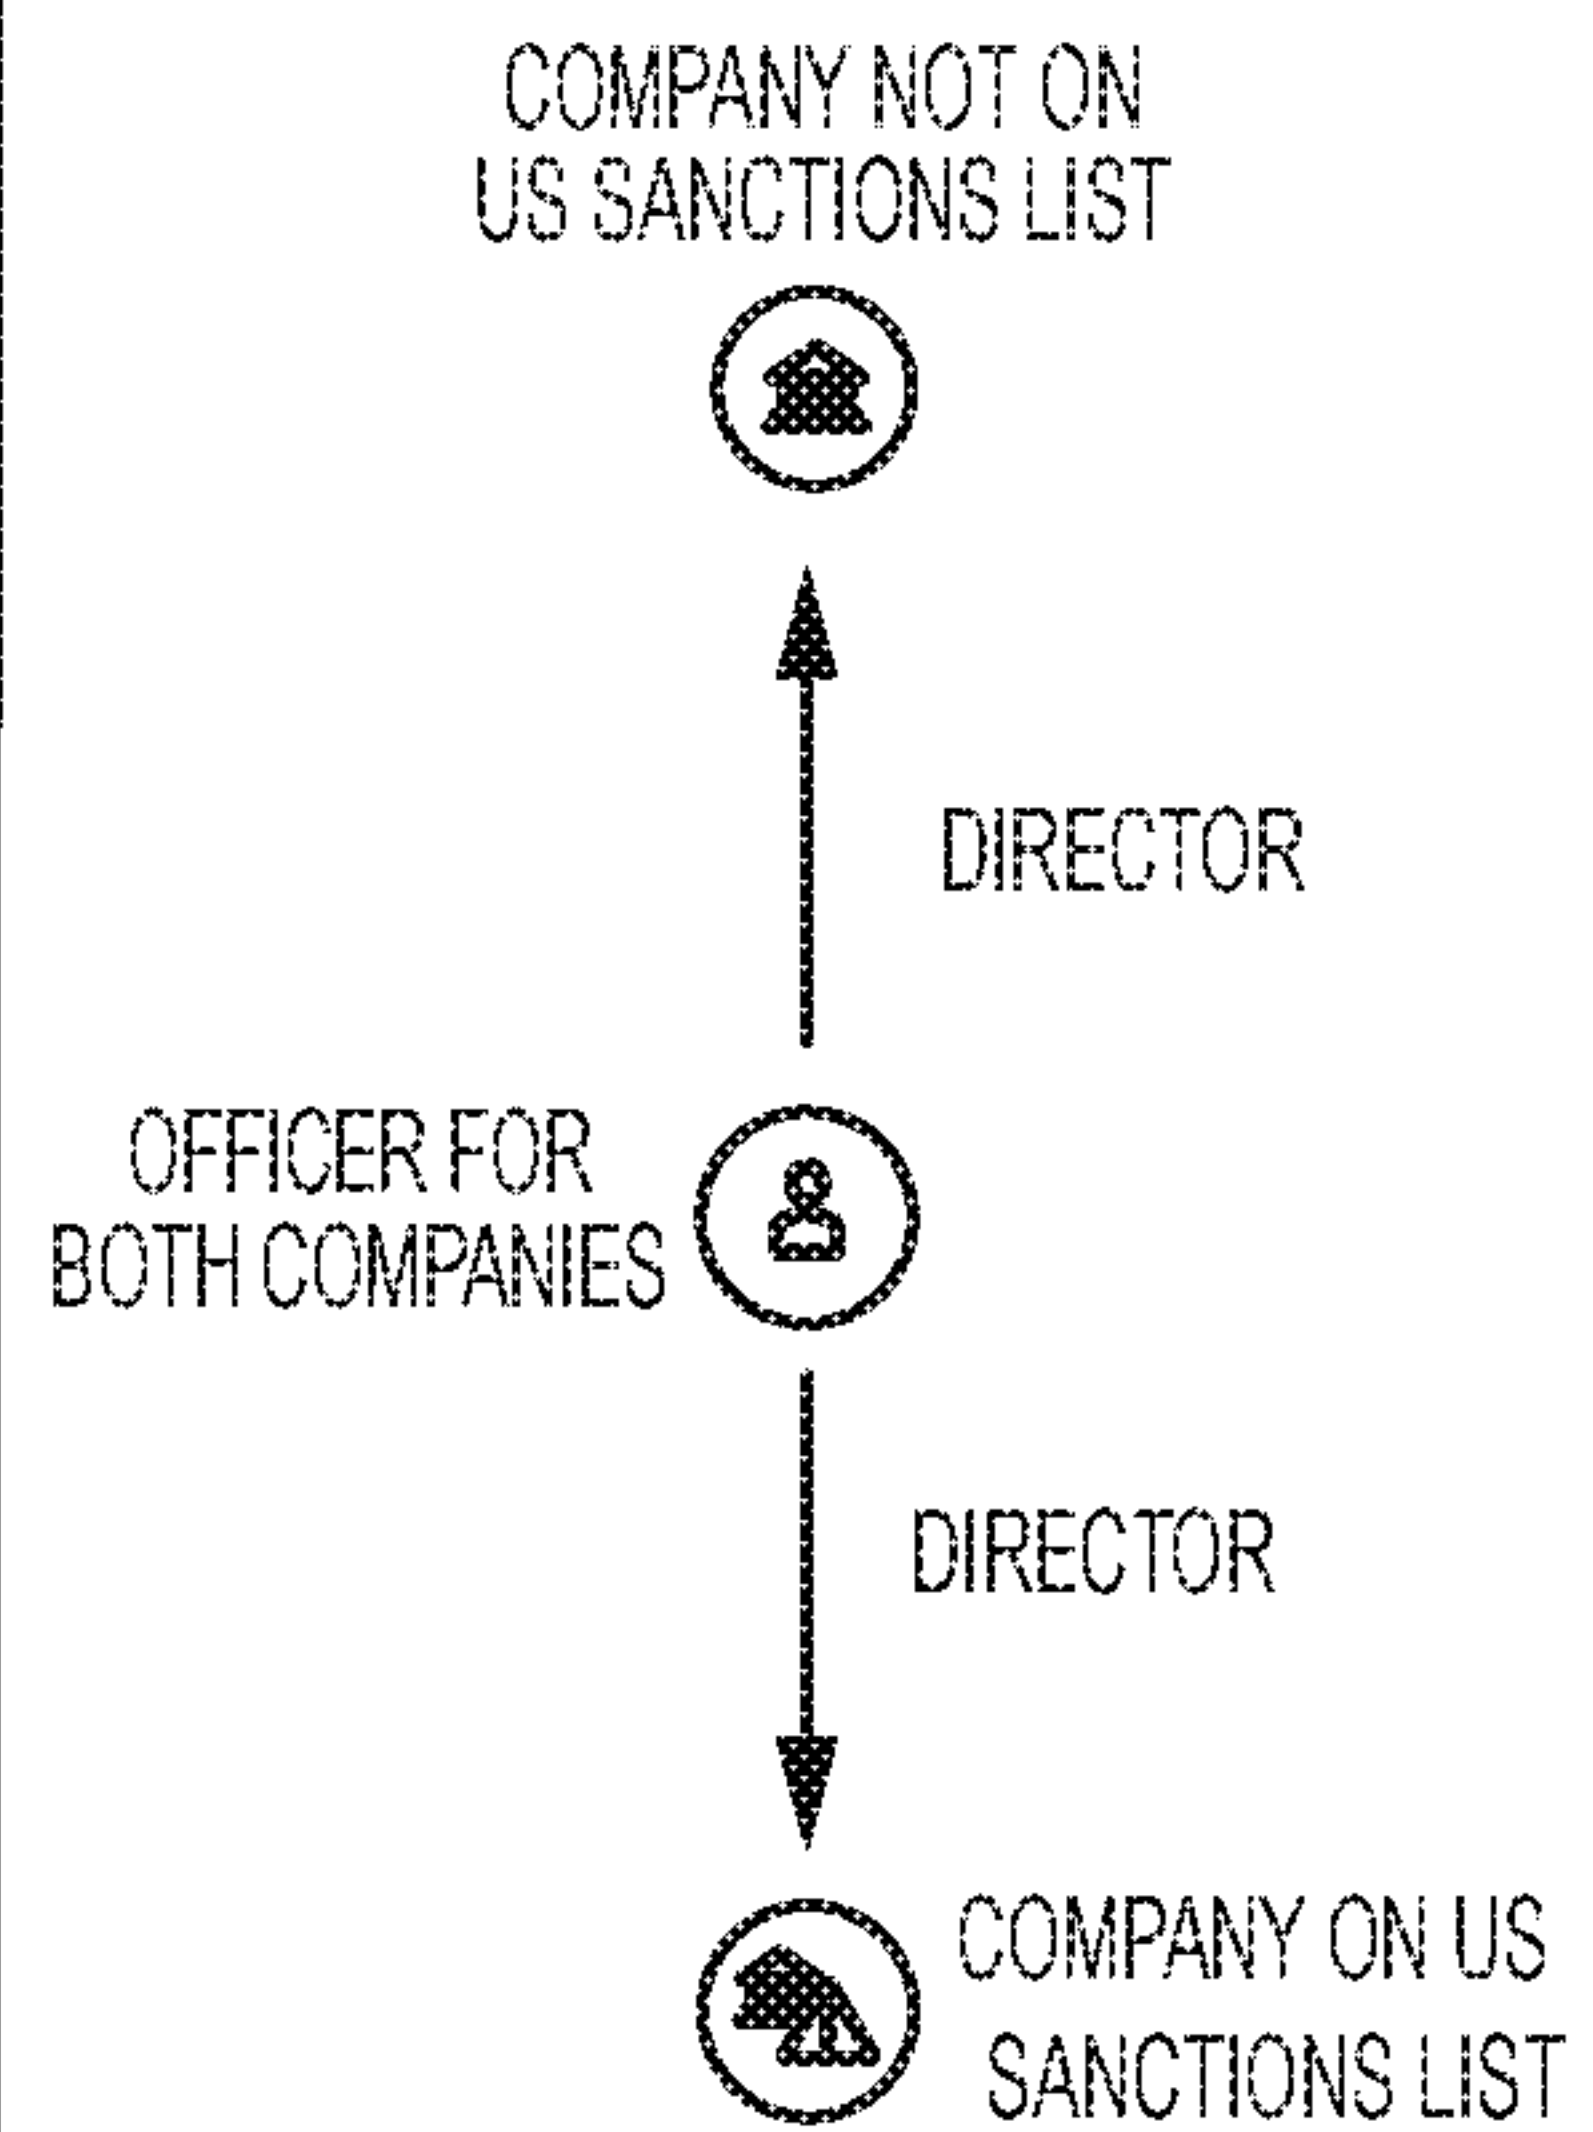 COMPANY NOT ON
US SANCTIONS LIST
DIRECTOR
OFFICER FOR
BOTH COMPANIES
DIRECTOR
COMPANY ON US
SANCTIONS LIST